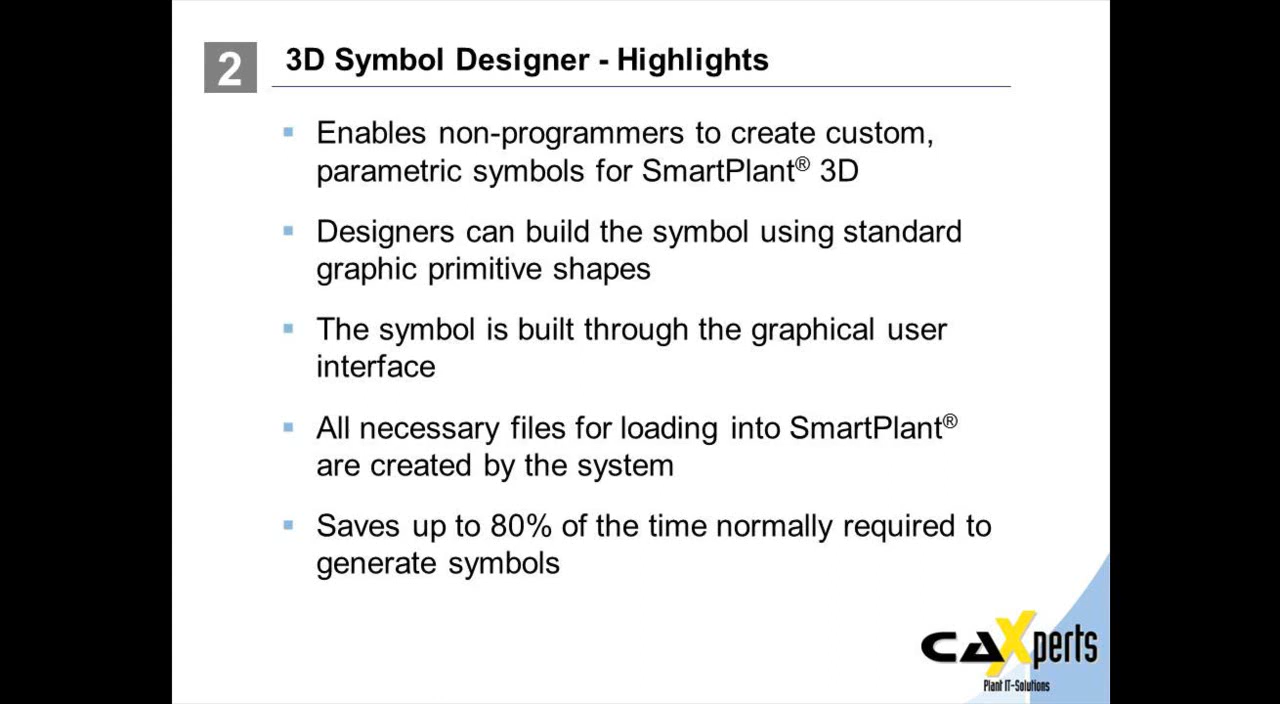 2
3D Symbol Designer - Highlights
Enables non-programmers to create custom,
parametric symbols for SmartPlant® 3D
Designers can build the symbol using standard
graphic primitive shapes
The symbol is built through the graphical user
interface
All necessary files for loading into SmartPlant®
are created by the system
Saves up to 80% of the time normally required to
generate symbols
CAXperts
Plant IT-Solutions